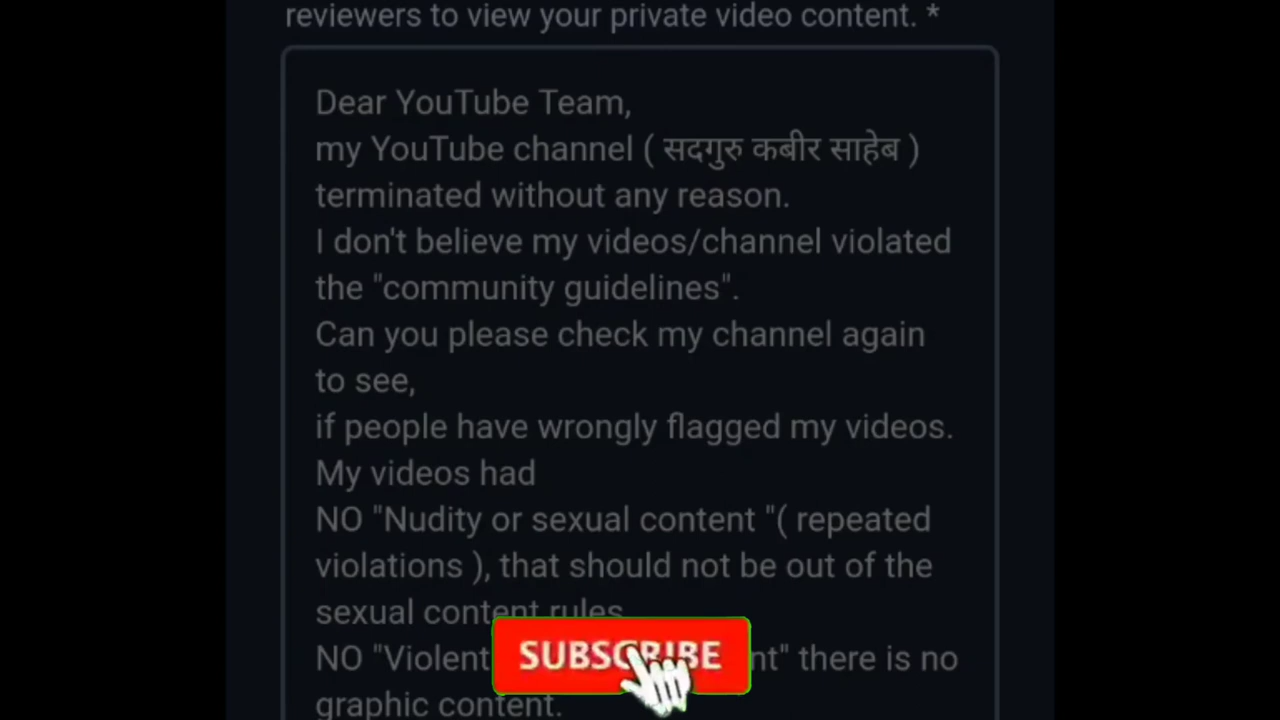 reviewers to view your private video content. *
Dear YouTube Team,
my YouTube channel ( सदगुरु कबीर साहेब )
terminated without any reason.
I don't believe my videos/channel violated
the "community guidelines".
Can you please check my channel again
to see,
if people have wrongly flagged my videos.
My videos had
NO "Nudity or sexual content "( repeated
violations ), that should not be out of the
sexual content rules
NO "Violent nt" there is no
SUBSCRIBE
graphic content.